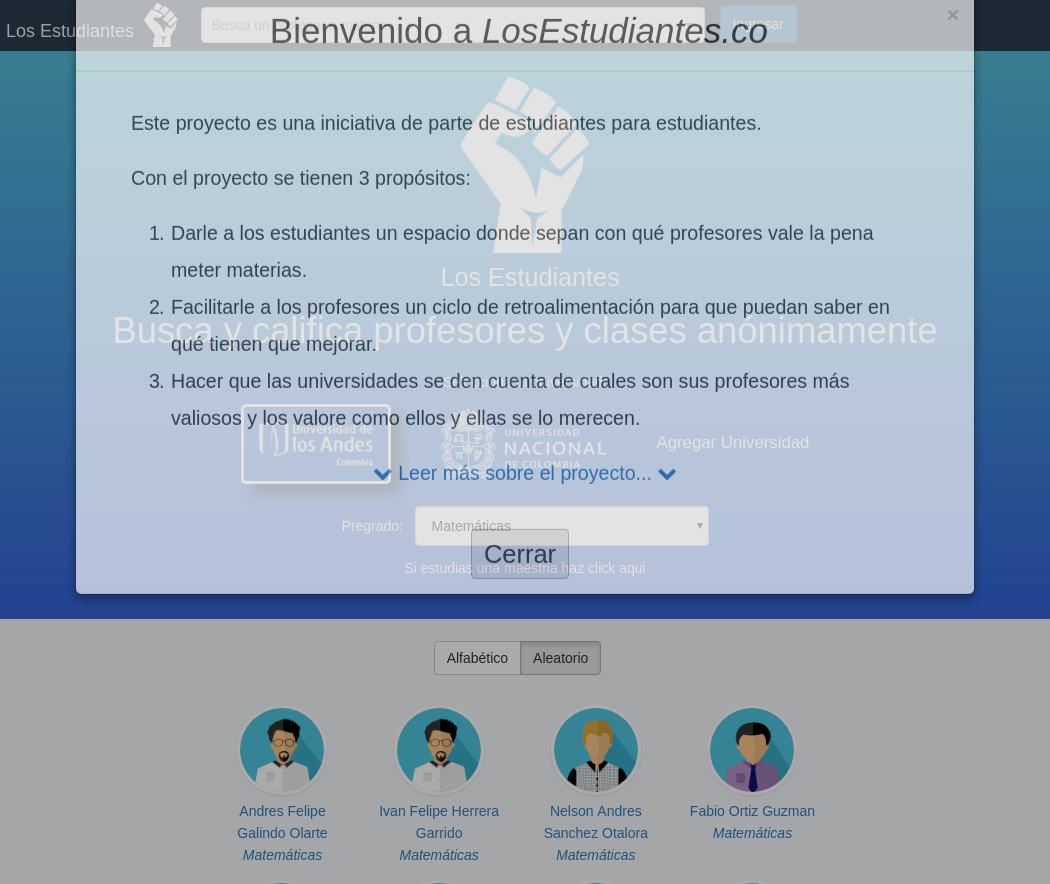 Los Estudiantes
Ingresar
×
Bienvenido a LosEstudiantes.co
Este proyecto es una iniciativa de parte de estudiantes para estudiantes.
Con el proyecto se tienen 3 propósitos:
1. Darle a los estudiantes un espacio donde sepan con qué profesores vale la pena
meter materias.
Los Estudiantes
2. Facilitarle a los profesores un ciclo de retroalimentación para que puedan saber en
qué tienen que mejorar.
Busca y califica profesores y clases anónimamente
3. Hacer que las universidades se den cuenta de cuales son sus profesores más
valiosos y los valore como ellos y ellas se lo merecen.
Universidad de
los Andes
Colombia
UNIVERSIDAD
NACIONAL
DE COLOMBIA
Agregar Universidad
Leer más sobre el proyecto...
Pregrado:
Matemáticas
Cerrar
Si estudias una maestria haz click aqui
Alfabético
Aleatorio
Andres Felipe
Galindo Olarte
Matemáticas
Ivan Felipe Herrera
Garrido
Matemáticas
Nelson Andres
Sanchez Otalora
Matemáticas
Fabio Ortiz Guzman
Matemáticas